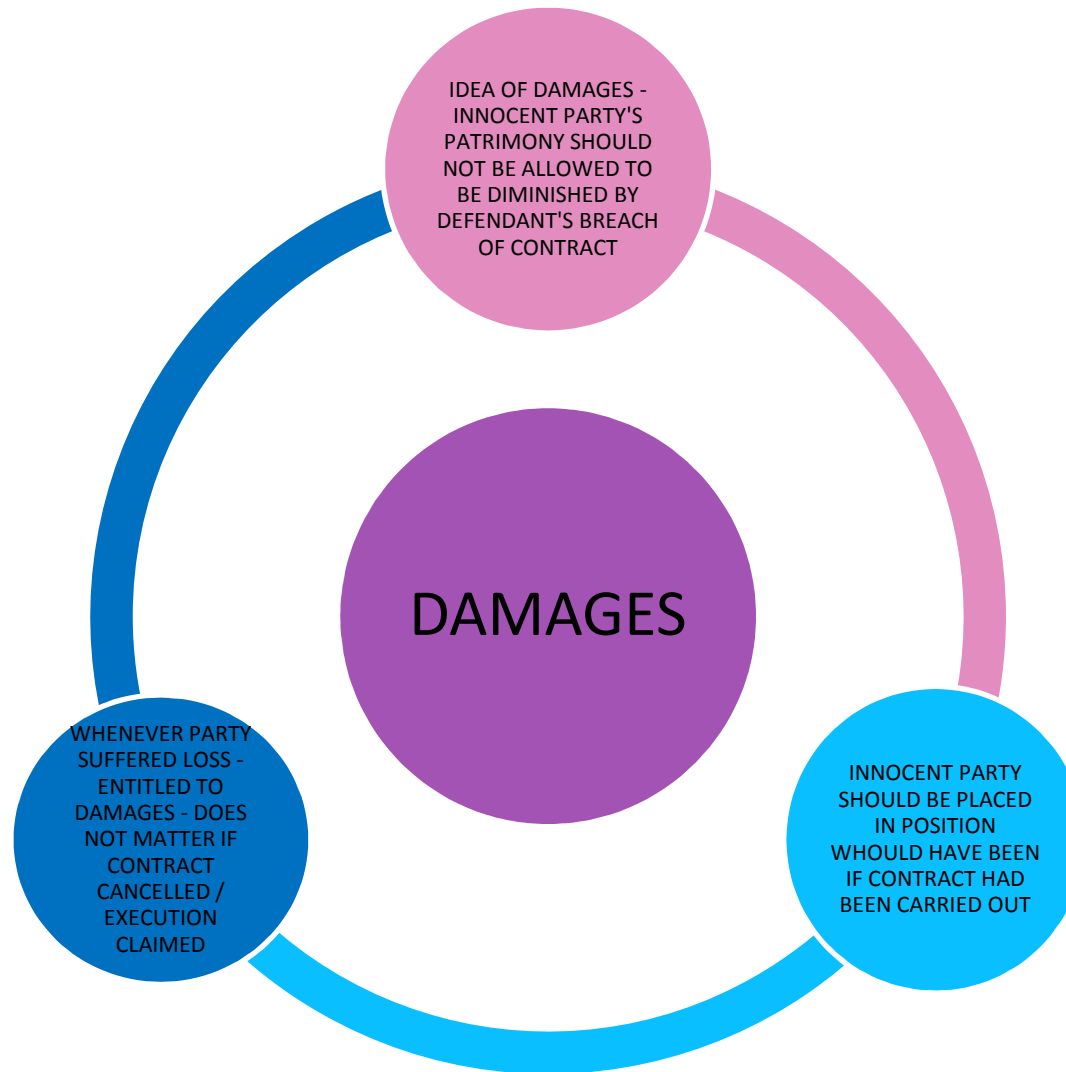 IDEA OF DAMAGES -
INNOCENT PARTY'S
PATRIMONY SHOULD
NOT BE ALLOWED TO
BE DIMINISHED BY
DEFENDANT'S BREACH
OF CONTRACT
DAMAGES
WHENEVER PARTY
SUFFERED LOSS -
ENTITLED TO
DAMAGES - DOES
NOT MATTER IF
CONTRACT
CANCELLED /
EXECUTION
CLAIMED
INNOCENT PARTY
SHOULD BE PLACED
IN POSITION
WHOULD HAVE BEEN
IF CONTRACT HAD
BEEN CARRIED OUT